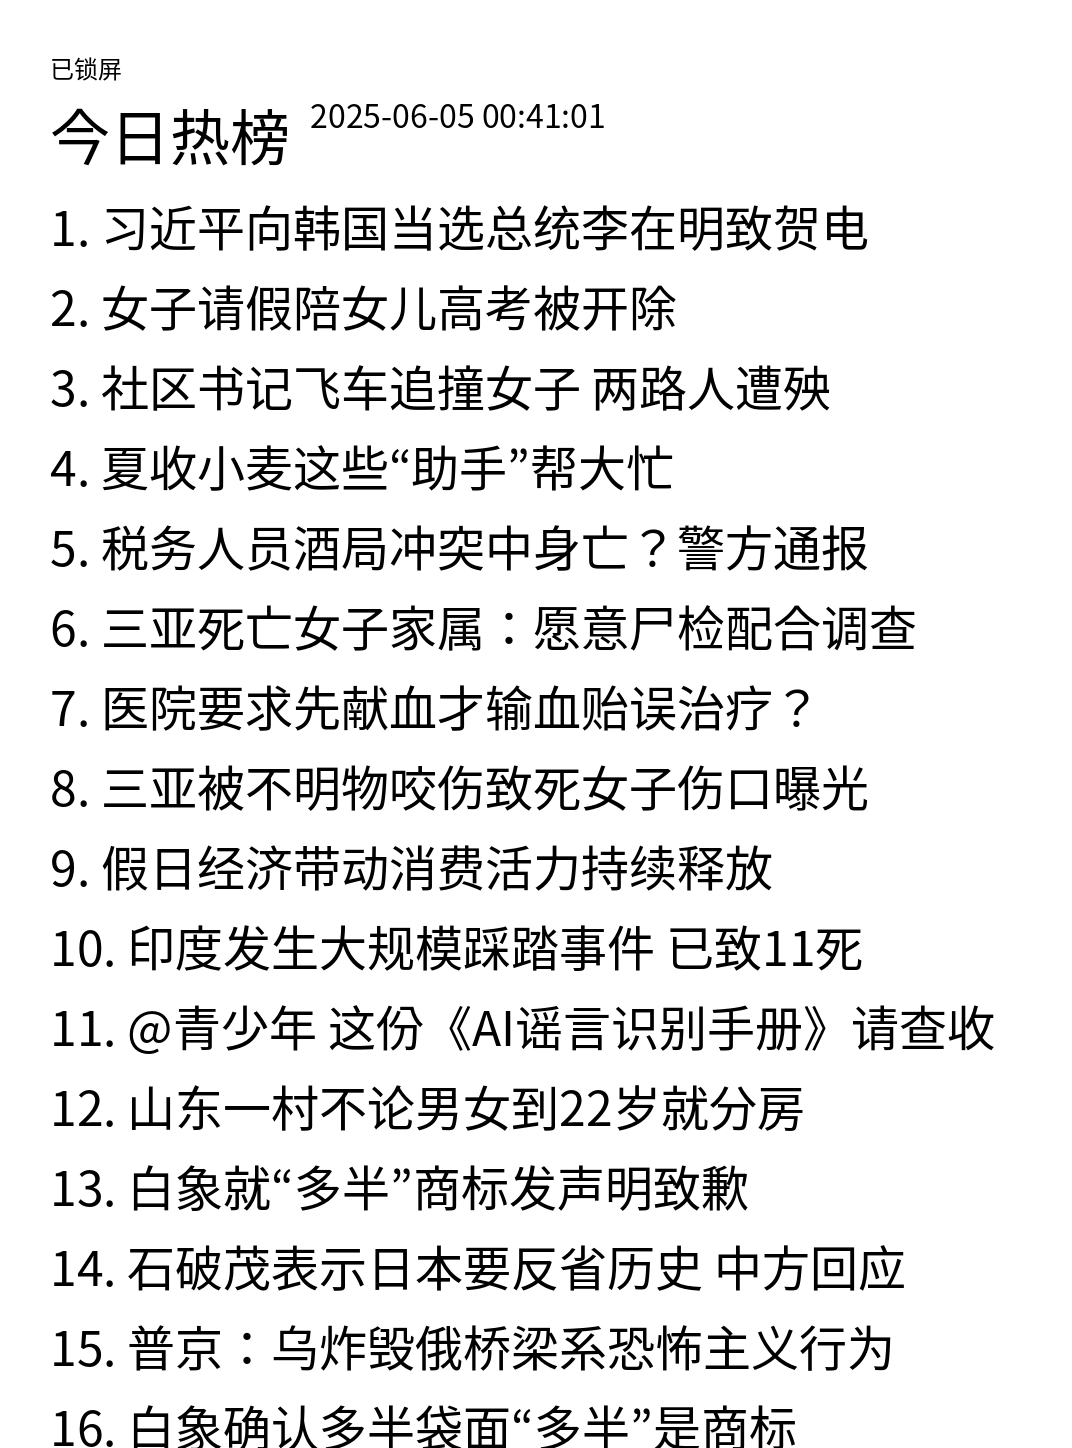 已锁屏
今日热榜 2025-06-05 00:41:01
1. 习近平向韩国当选总统李在明致贺电
2. 女子请假陪女儿高考被开除
3. 社区书记飞车追撞女子 两路人遭殃
4. 夏收小麦这些“助手”帮大忙
5. 税务人员酒局冲突中身亡？警方通报
6. 三亚死亡女子家属：愿意尸检配合调查
7. 医院要求先献血才输血贻误治疗？
8. 三亚被不明物咬伤致死女子伤口曝光
9. 假日经济带动消费活力持续释放
10. 印度发生大规模踩踏事件 已致11死
11. @青少年 这份《AI谣言识别手册》请查收
12. 山东一村不论男女到22岁就分房
13. 白象就“多半”商标发声明致歉
14. 石破茂表示日本要反省历史 中方回应
15. 普京：乌炸毁俄桥梁系恐怖主义行为
16. 白象确认多半袋面“多半”是商标